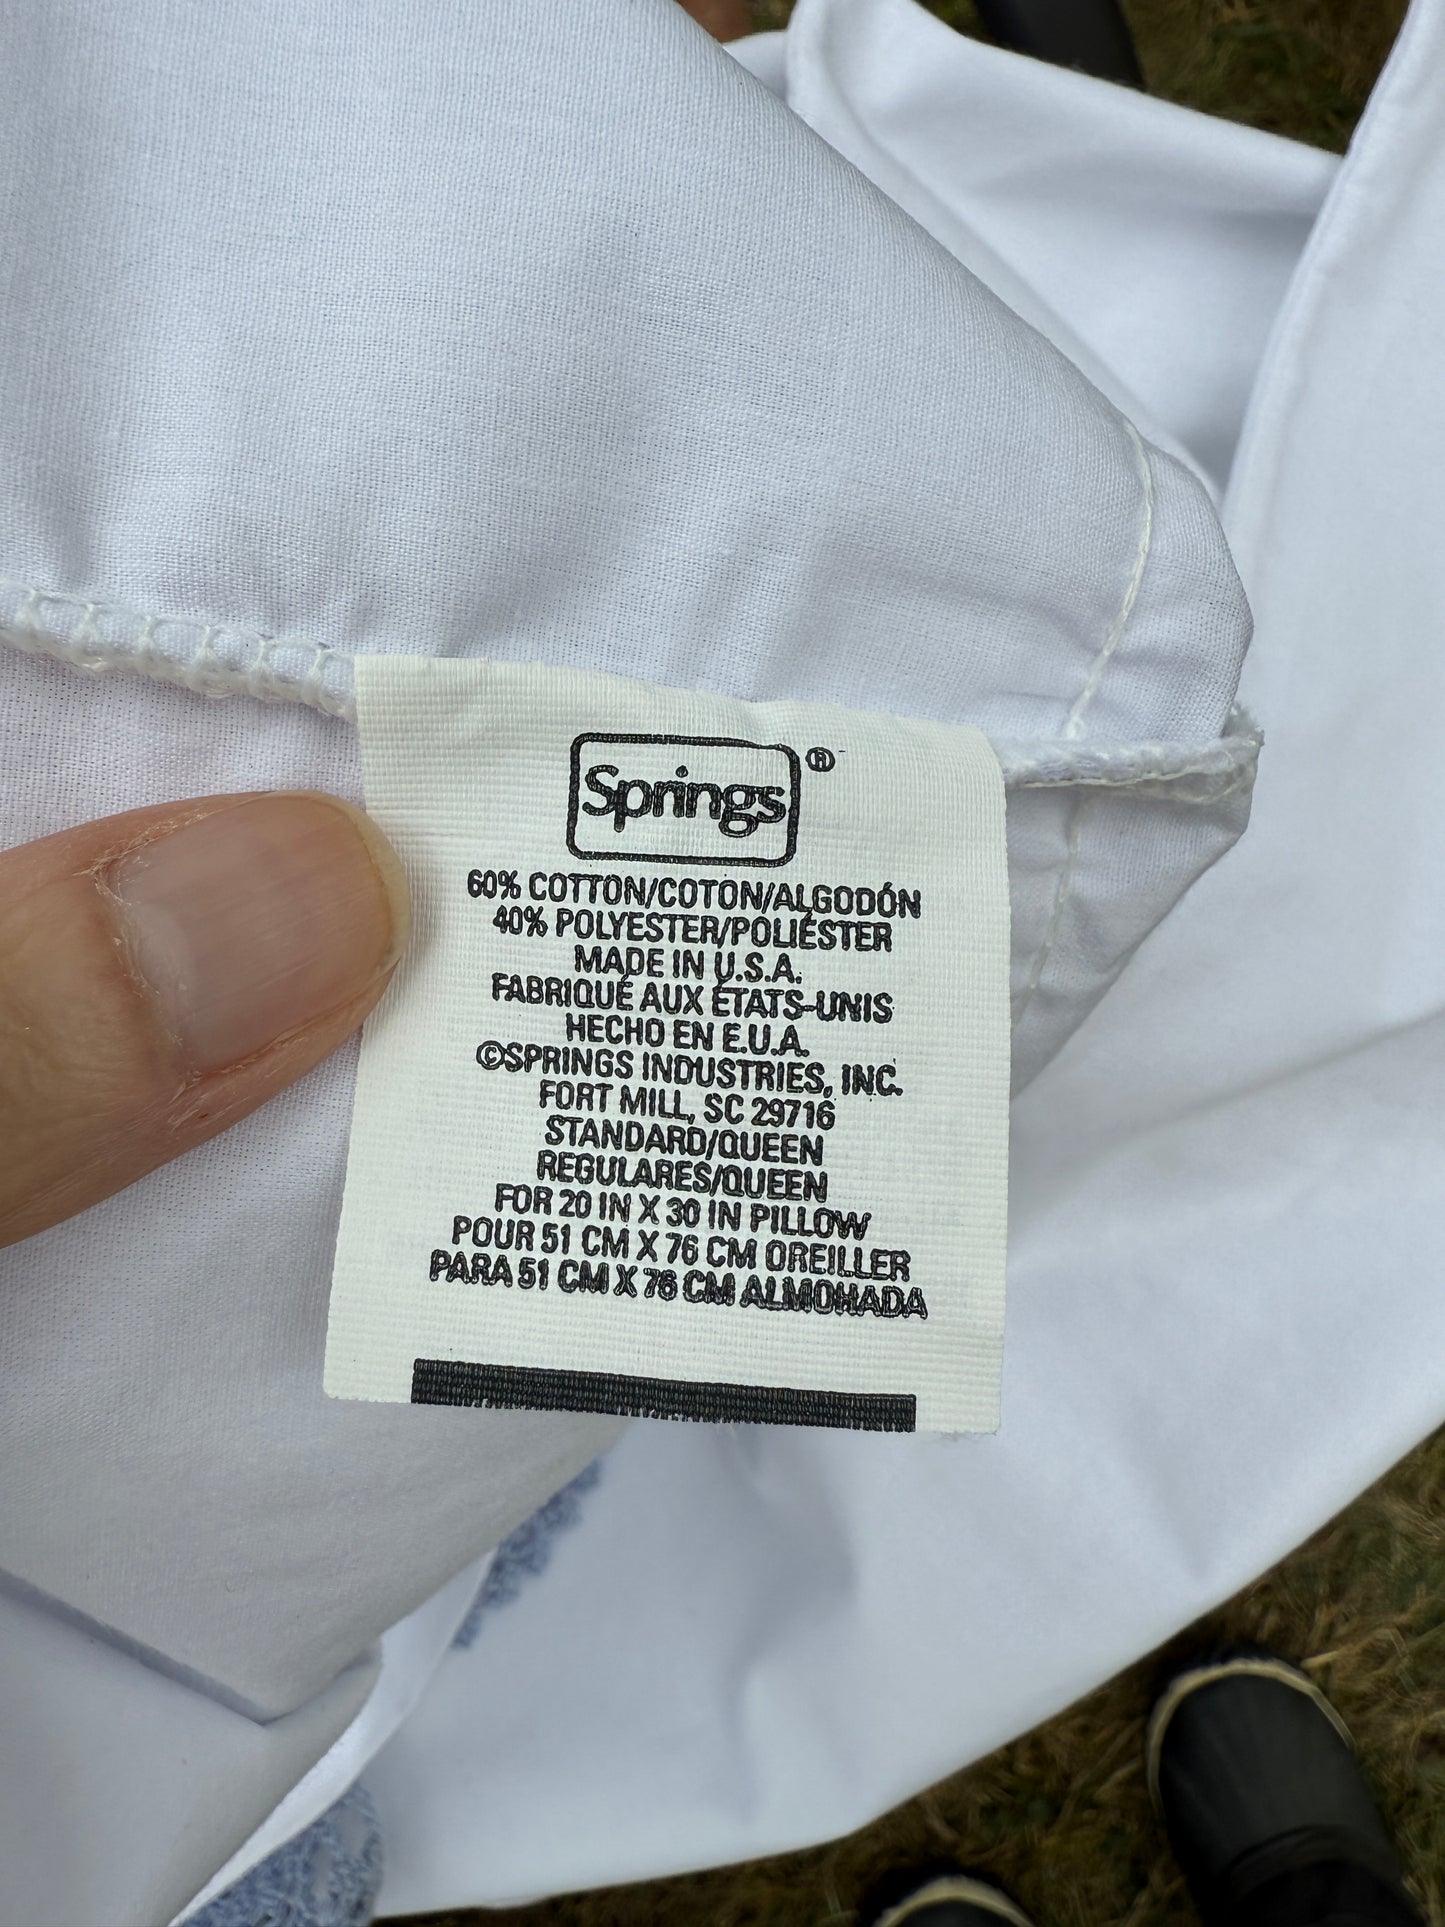 Springs®
60% COTTON/COTON/ALGODÓN
40% POLYESTER/POLIÉSTER
MADE IN U.S.A.
FABRIQUÉ AUX ÉTATS-UNIS
HECHO EN E.U.A.
©SPRINGS INDUSTRIES, INC.
FORT MILL, SC 29716
STANDARD/QUEEN
REGULARES/QUEEN
FOR 20 IN X 30 IN PILLOW
POUR 51 CM X 76 CM OREILLER
PARA 51 CM X 76 CM ALMOHADA